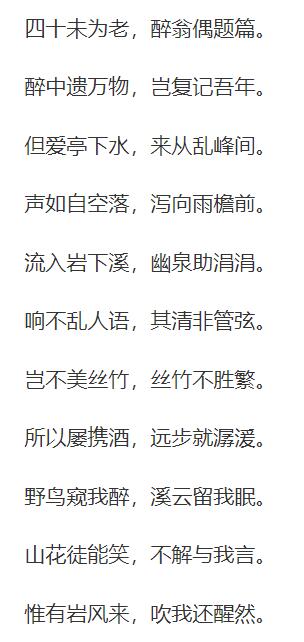 四十未为老，醉翁偶题篇。
醉中遗万物，岂复记吾年。
但爱亭下水，来从乱峰间。
声如自空落，泻向雨檐前。
流入岩下溪，幽泉助涓涓。
响不乱人语，其清非管弦。
岂不美丝竹，丝竹不胜繁。
所以屡携酒，远步就潺湲。
野鸟窥我醉，溪云留我眠。
山花徒能笑，不解与我言。
惟有岩风来，吹我还醒然。